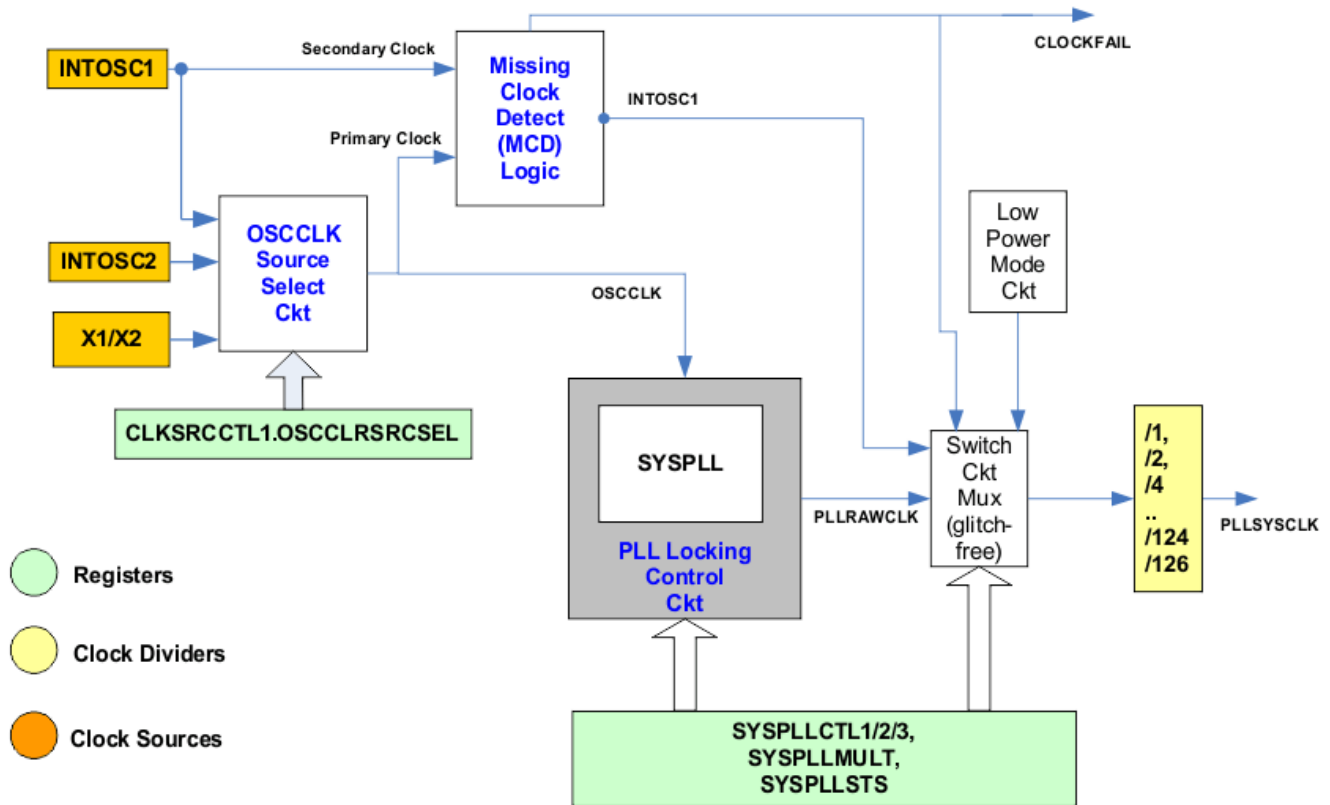 Secondary Clock
CLOCKFAIL
INTOSC1
Missing
Clock
Detect
(MCD)
Logic
INTOSC1
Primary Clock
OSCCLK
Source
Select
Ckt
Low
Power
Mode
Ckt
INTOSC2
OSCCLK
X1/X2
CLKSRCCTL1.OSCCLRSRCSEL
SYSPLL
PLL Locking
Control
Ckt
PLLRAWCLK
Switch
Ckt
Mux
(glitch-
free)
/1,
/2,
/4
..
/124
/126
PLLSYSCLK
Registers
Clock Dividers
Clock Sources
SYSPLLCTL1/2/3,
SYSPLLMULT,
SYSPLLSTS